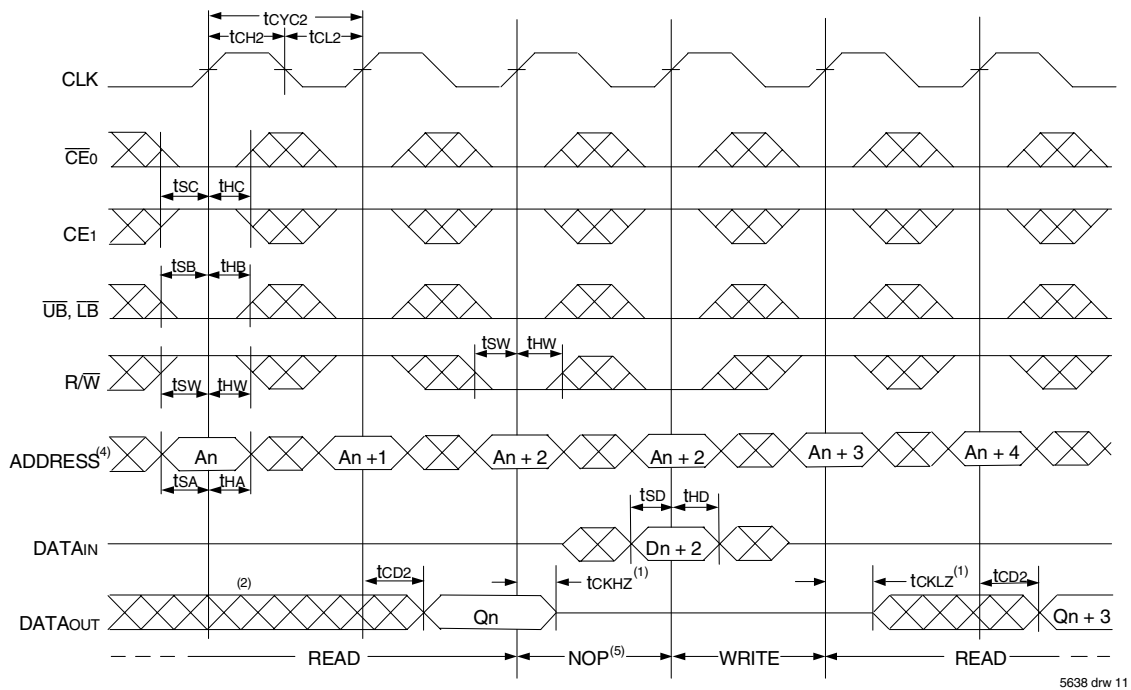 tCYC2
tCH2 tCL2
CLK
CE0
tSC tHC
CE1
tSB tHB
UB, LB
tSW tHW
R/W
tSW tHW
ADDRESS(4) An An +1 An + 2 An + 2 An + 3 An + 4
tSA tHA
tSD tHD
DATAIN Dn + 2
(2) tCD2 tCKHZ(1) tCKLZ(1) tCD2
DATAOUT Qn Qn + 3
READ NOP(5) WRITE READ
5638 drw 11